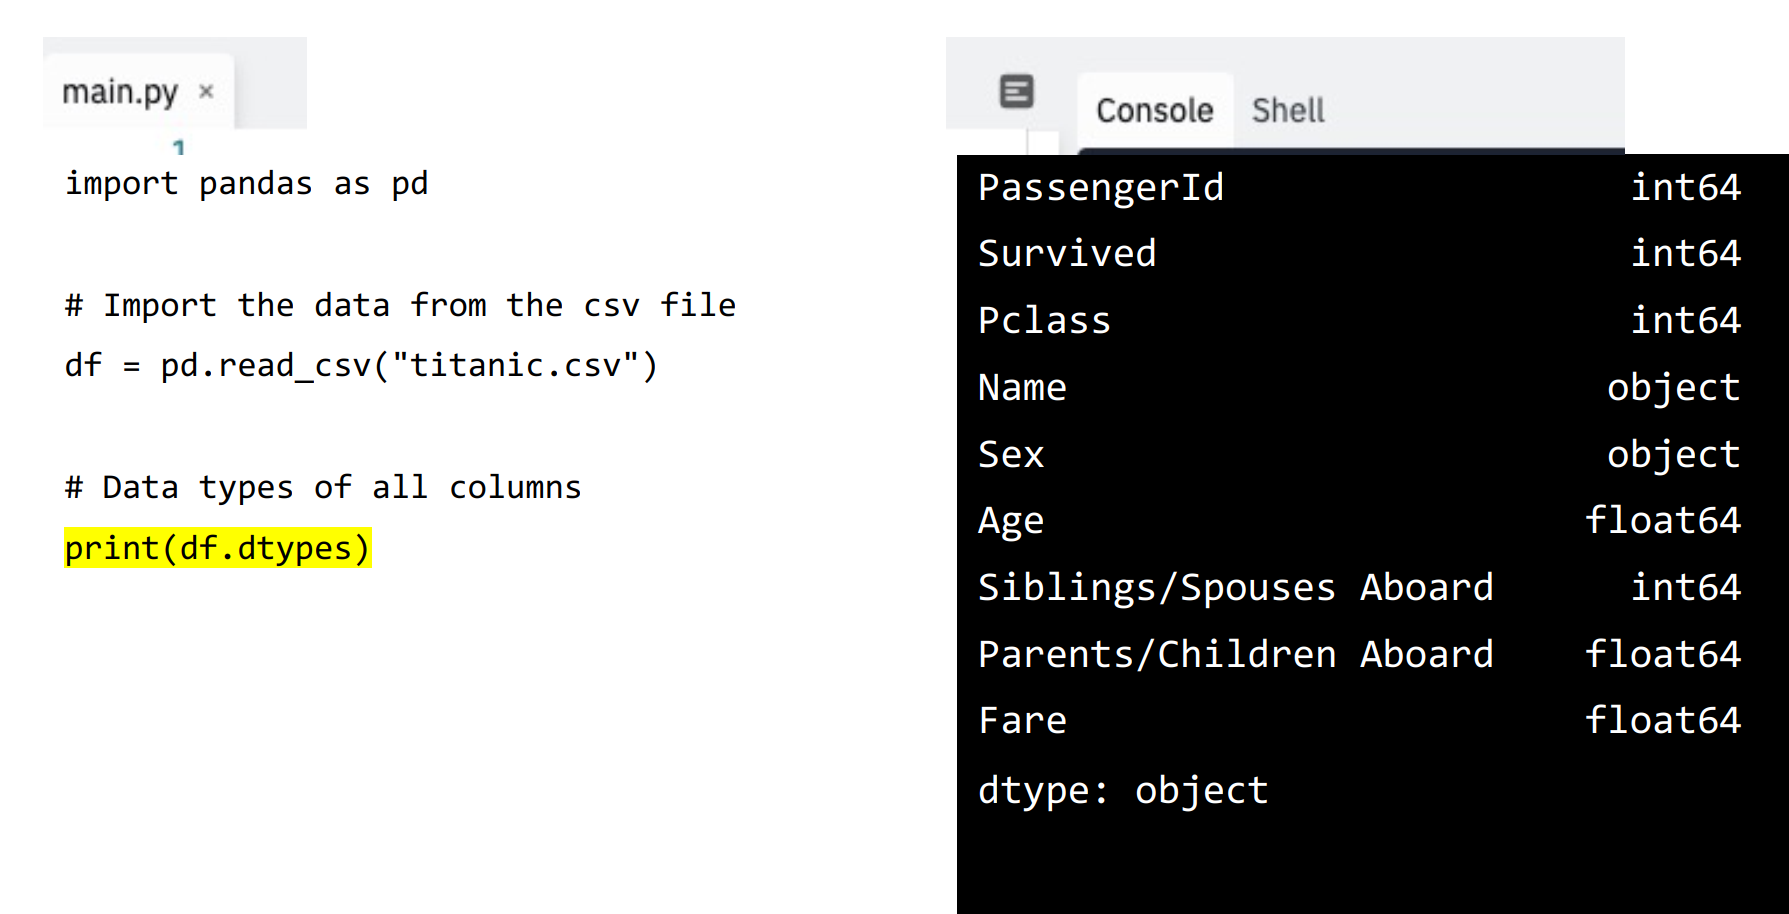 main.py ×
1
import pandas as pd
# Import the data from the csv file
df = pd.read_csv("titanic.csv")
# Data types of all columns
print(df.dtypes)
Console Shell
PassengerId int64
Survived int64
Pclass int64
Name object
Sex object
Age float64
Siblings/Spouses Aboard int64
Parents/Children Aboard float64
Fare float64
dtype: object